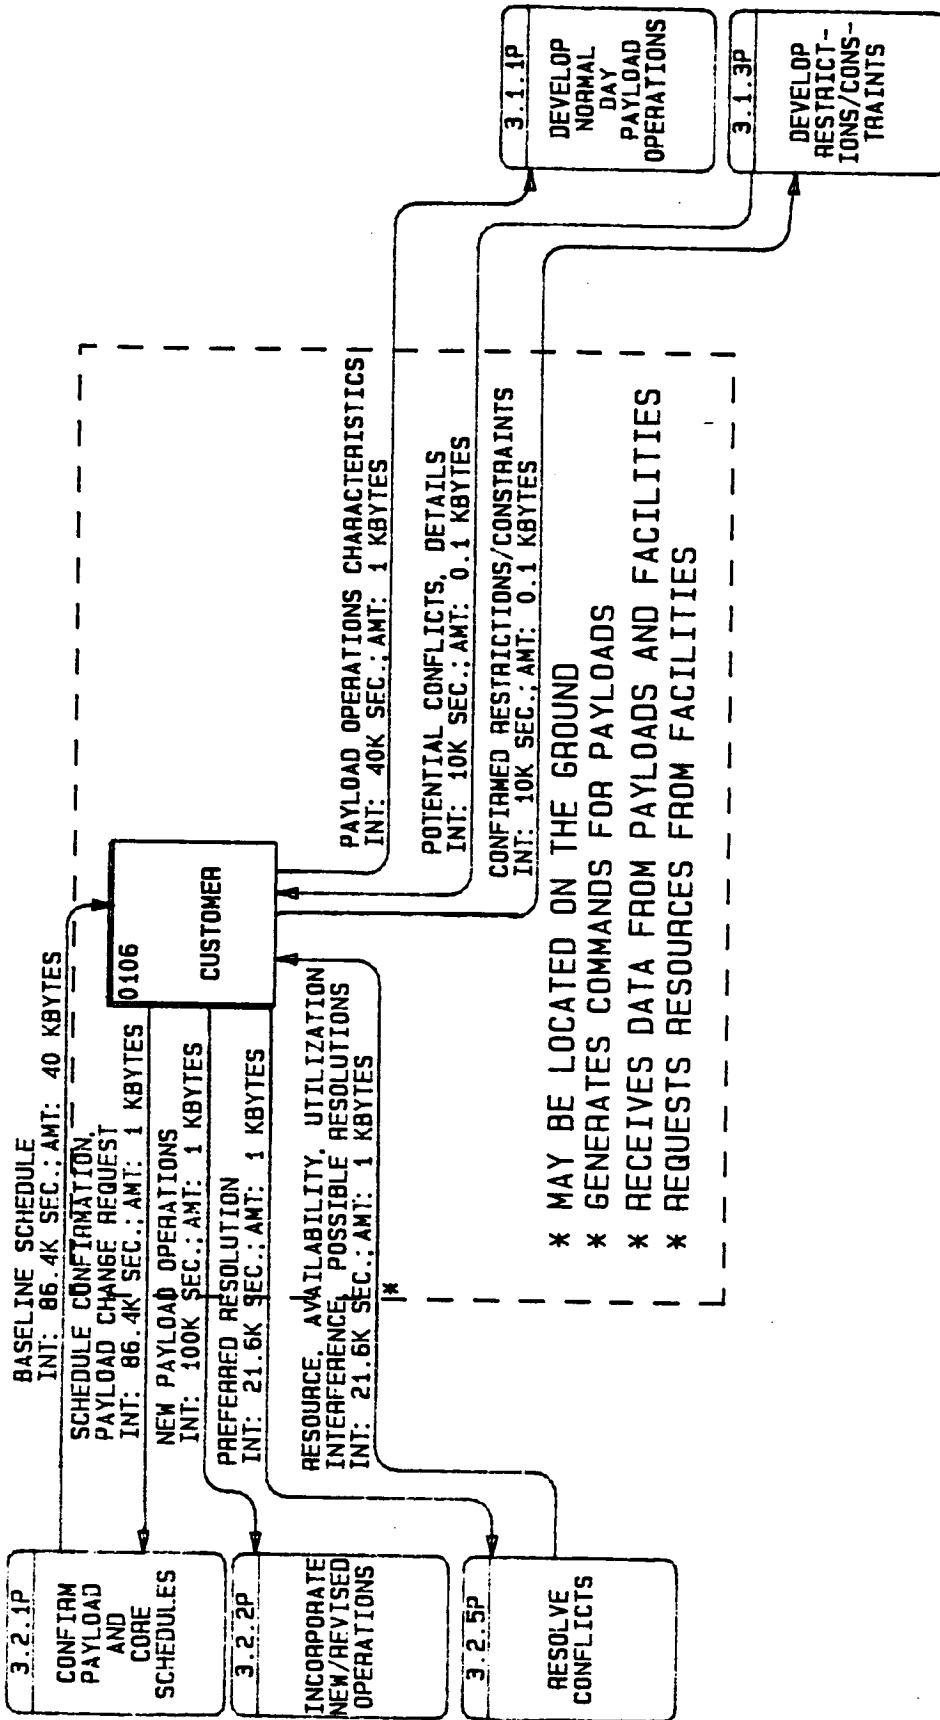 3.2.1P
CONFIRM
PAYLOAD
AND
CORE
SCHEDULES
3.2.2P
INCORPORATE
NEW/REVISED
OPERATIONS
3.2.5P
RESOLVE
CONFLICTS
BASELINE SCHEDULE
INT: 86.4K SEC.; AMT: 40 KBYTES
SCHEDULE CONFIRMATION,
PAYLOAD CHANGE REQUEST
INT: 86.4K SEC.; AMT: 1 KBYTES
NEW PAYLOAD OPERATIONS
INT: 100K SEC.; AMT: 1 KBYTES
PREFERRED RESOLUTION
INT: 21.6K SEC.; AMT: 1 KBYTES
RESOURCE, AVAILABILITY, UTILIZATION
INTERFERENCE, POSSIBLE RESOLUTIONS
INT: 21.6K SEC.; AMT: 1 KBYTES
*
0106
CUSTOMER
PAYLOAD OPERATIONS CHARACTERISTICS
INT: 40K SEC.; AMT: 1 KBYTES
POTENTIAL CONFLICTS, DETAILS
INT: 10K SEC.; AMT: 0.1 KBYTES
CONFIRMED RESTRICTIONS/CONSTRAINTS
INT: 10K SEC.; AMT: 0.1 KBYTES
* MAY BE LOCATED ON THE GROUND
* GENERATES COMMANDS FOR PAYLOADS
* RECEIVES DATA FROM PAYLOADS AND FACILITIES
* REQUESTS RESOURCES FROM FACILITIES
3.1.1P
DEVELOP
NORMAL
DAY
PAYLOAD
OPERATIONS
3.1.3P
DEVELOP
RESTRICT-
IONS/CONS-
TRAINTS